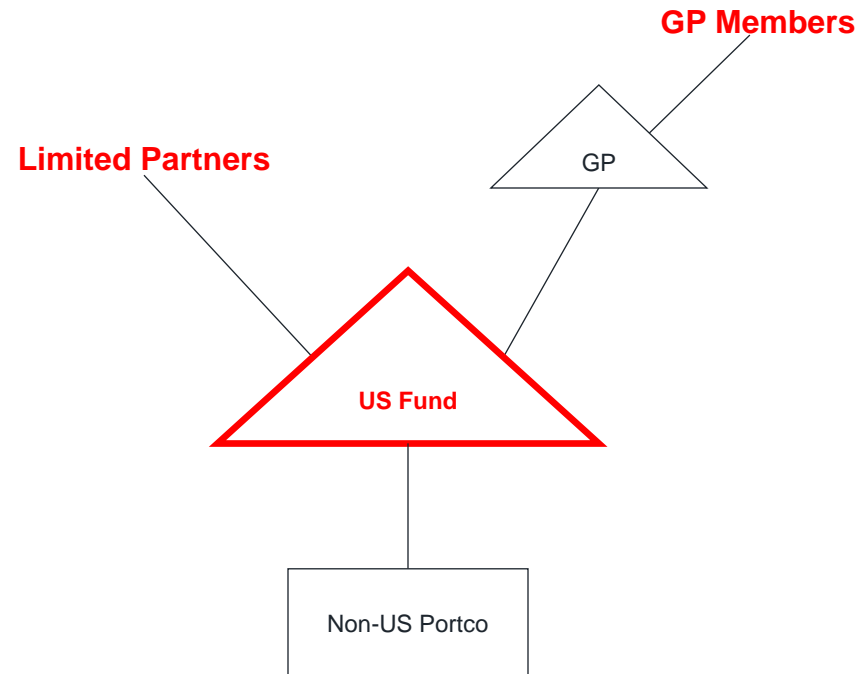 GP Members
Limited Partners
GP
US Fund
Non-US Portco